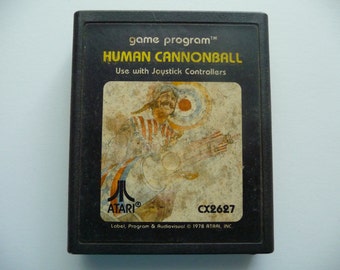 game program™
HUMAN CANNONBALL
Use with Joystick Controllers
ATARI®
CX2627
Label, Program & Audiovisual © 1978 ATARI, INC.